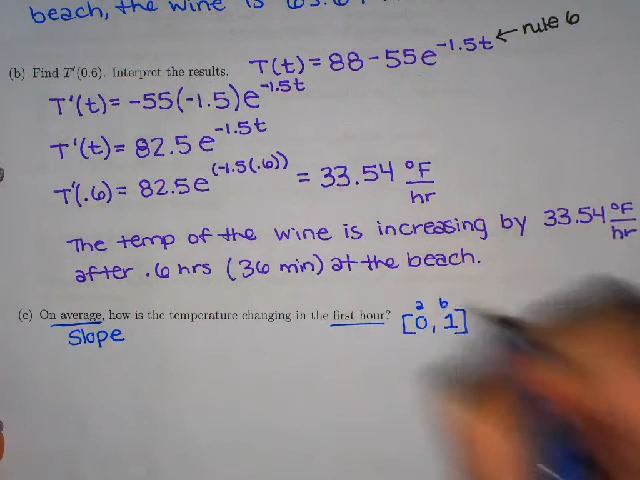 beach, the wine is 63.6
(b) Find T'(0.6). Interpret the results. T(t) = 88 - 55e^-1.5t ← rule 6
T'(t) = -55(-1.5)e^-1.5t
T'(t) = 82.5 e^-1.5t
T'(.6) = 82.5e^(-1.5(.6)) = 33.54 °F/hr
The temp of the wine is increasing by 33.54 °F/hr
after .6 hrs (36 min) at the beach.
(c) On average, how is the temperature changing in the first hour? [0, 1]
a b
Slope